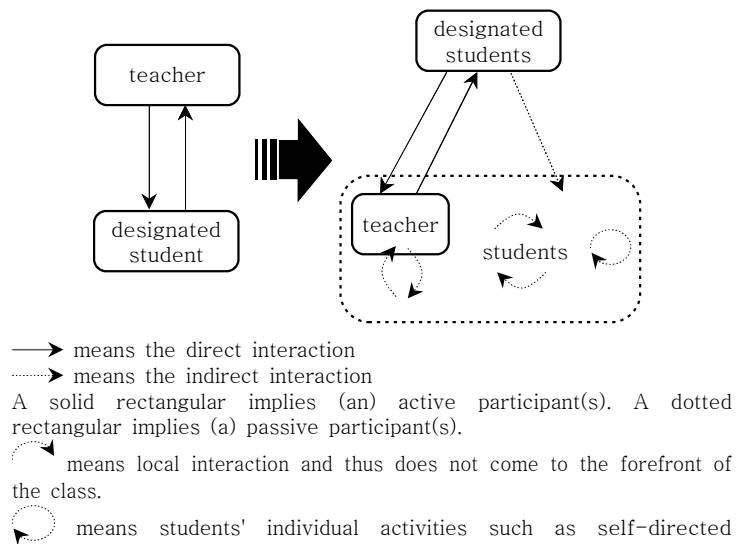 teacher
designated
student
designated
students
teacher
students
means the direct interaction
means the indirect interaction
A solid rectangular implies (an) active participant(s). A dotted
rectangular implies (a) passive participant(s).
means local interaction and thus does not come to the forefront of
the class.
means students' individual activities such as self-directed